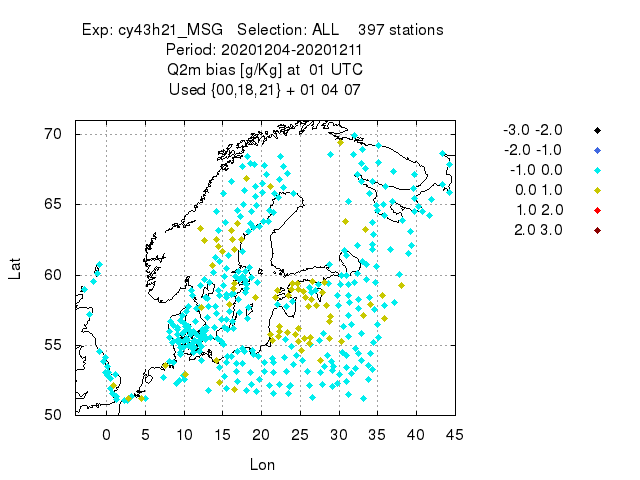 Exp: cy43h21_MSG   Selection: ALL    397 stations
Period: 20201204-20201211
Q2m bias [g/Kg] at  01 UTC
Used {00,18,21} + 01 04 07
70
65
60
55
50
0 5 10 15 20 25 30 35 40 45
Lat
Lon
-3.0 -2.0
-2.0 -1.0
-1.0 0.0
0.0 1.0
1.0 2.0
2.0 3.0